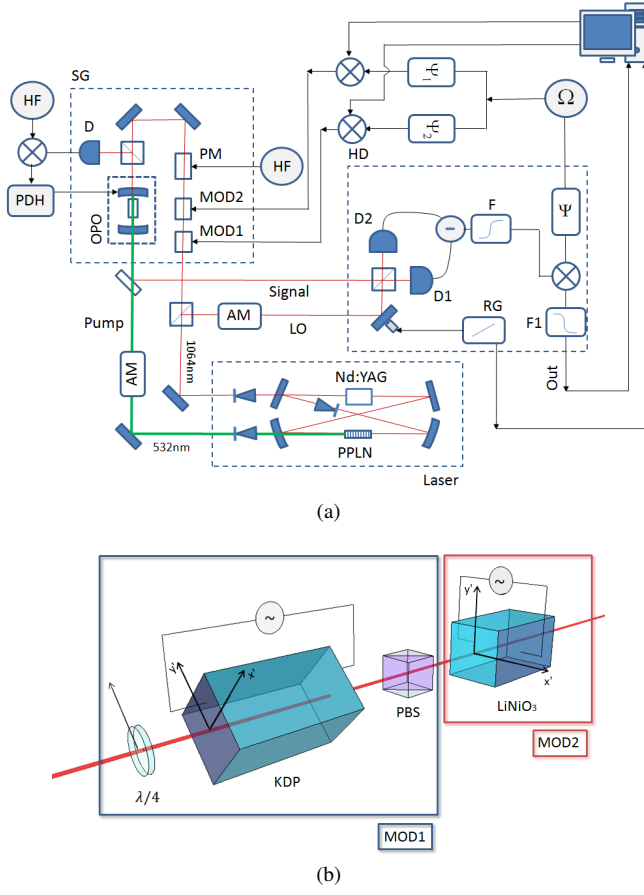 SG
HF
D
PM
HF
Ψ1
Ψ2
Ω
HD
PDH
OPO
MOD2
MOD1
D2
F
Ψ
Signal
D1
RG
F1
Pump
AM
LO
1064nm
Out
AM
Nd:YAG
PPLN
532nm
Laser
(a)
~
y'
x'
KDP
λ/4
PBS
MOD1
~
y'
x'
LiNiO3
MOD2
(b)